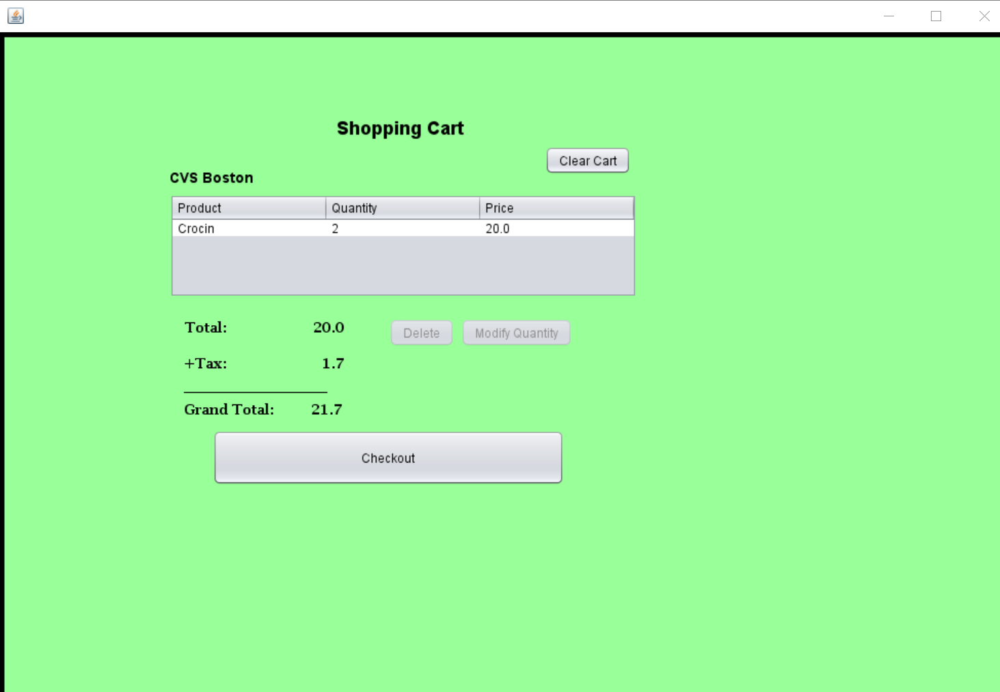 Shopping Cart
Clear Cart
CVS Boston
Product Quantity Price
Crocin 2 20.0
Total: 20.0 Delete Modify Quantity
+Tax: 1.7
Grand Total: 21.7
Checkout